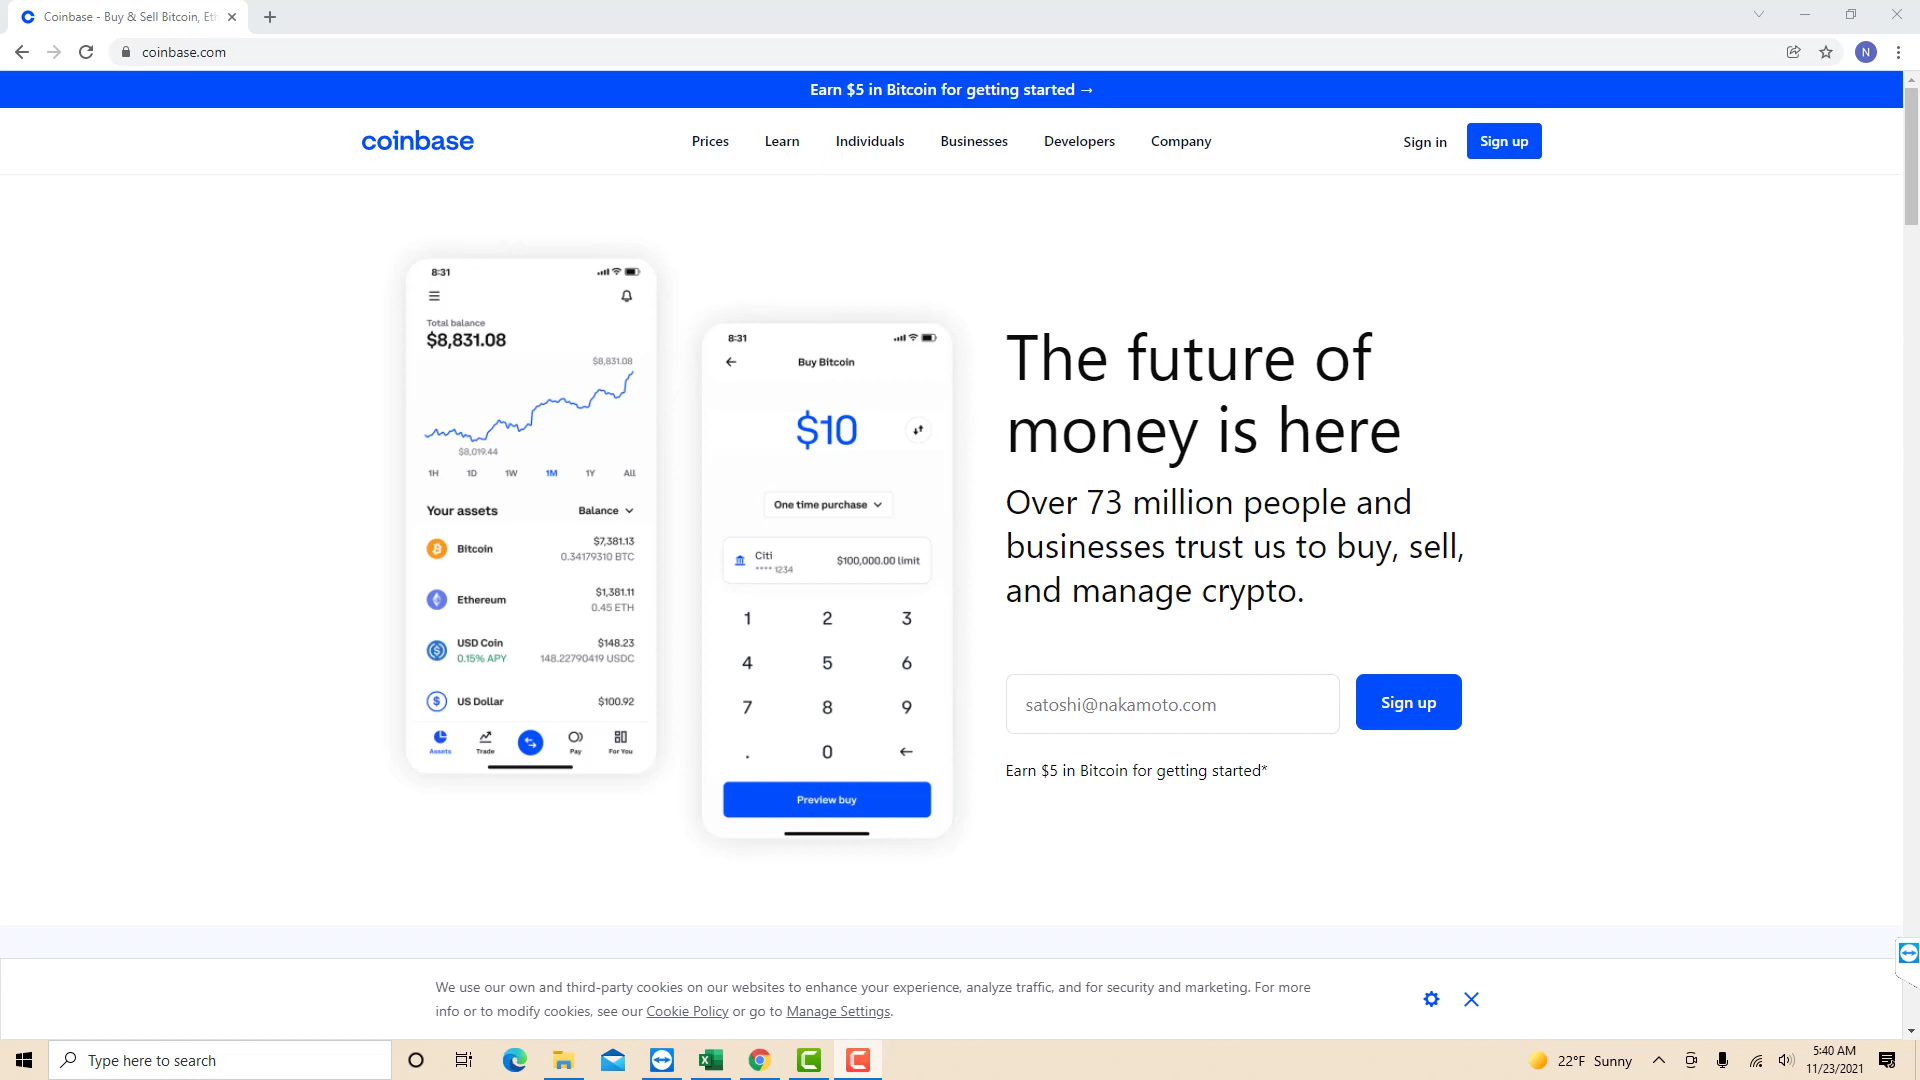 Coinbase - Buy & Sell Bitcoin, Eth
coinbase.com
N
Earn $5 in Bitcoin for getting started →
coinbase
Prices
Learn
Individuals
Businesses
Developers
Company
Sign in
Sign up
8:31
Total balance
$8,831.08
$8,831.08
$8,019.44
1H 1D 1W 1M 1Y All
Your assets Balance
Bitcoin $7,381.13
0.34179310 BTC
Ethereum $1,381.11
0.45 ETH
USD Coin $148.23
0.15% APY 148.22790419 USDC
US Dollar $100.92
Assets Trade Pay For You
8:31
Buy Bitcoin
$10
One time purchase
Citi
**** 1234
$100,000.00 limit
1 2 3
4 5 6
7 8 9
. 0 ←
Preview buy
The future of
money is here
Over 73 million people and
businesses trust us to buy, sell,
and manage crypto.
satoshi@nakamoto.com
Sign up
Earn $5 in Bitcoin for getting started*
We use our own and third-party cookies on our websites to enhance your experience, analyze traffic, and for security and marketing. For more
info or to modify cookies, see our Cookie Policy or go to Manage Settings.
Type here to search
22°F Sunny
5:40 AM
11/23/2021